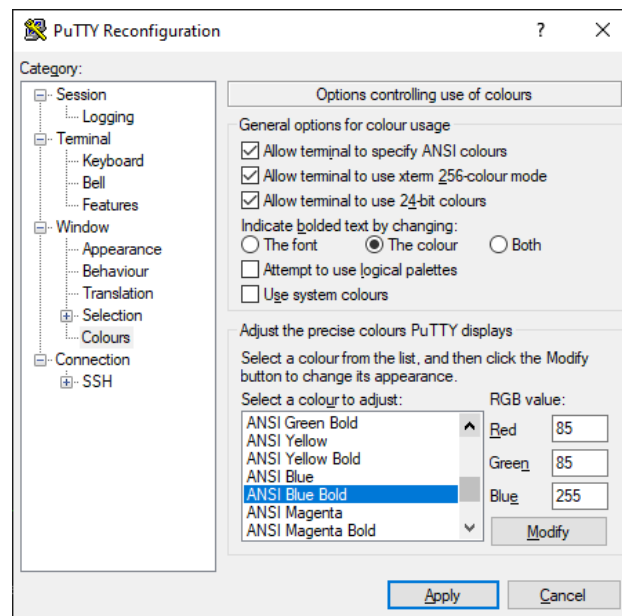 PuTTY Reconfiguration
?
Category:
Session
Logging
Terminal
Keyboard
Bell
Features
Window
Appearance
Behaviour
Translation
Selection
Colours
Connection
SSH
Options controlling use of colours
General options for colour usage
Allow terminal to specify ANSI colours
Allow terminal to use xterm 256-colour mode
Allow terminal to use 24-bit colours
Indicate bolded text by changing:
The font The colour Both
Attempt to use logical palettes
Use system colours
Adjust the precise colours PuTTY displays
Select a colour from the list, and then click the Modify
button to change its appearance.
Select a colour to adjust:
ANSI Green Bold
ANSI Yellow
ANSI Yellow Bold
ANSI Blue
ANSI Blue Bold
ANSI Magenta
ANSI Magenta Bold
RGB value:
Red 85
Green 85
Blue 255
Modify
Apply Cancel